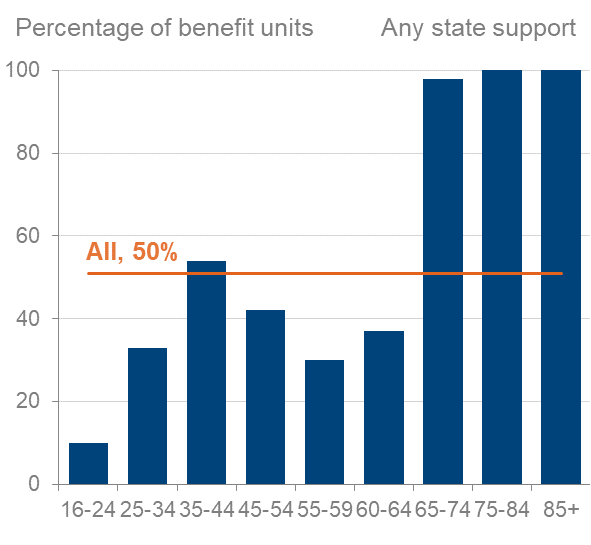 Percentage of benefit units Any state support
100
80
60
40
20
0
All, 50%
16-24 25-34 35-44 45-54 55-59 60-64 65-74 75-84 85+